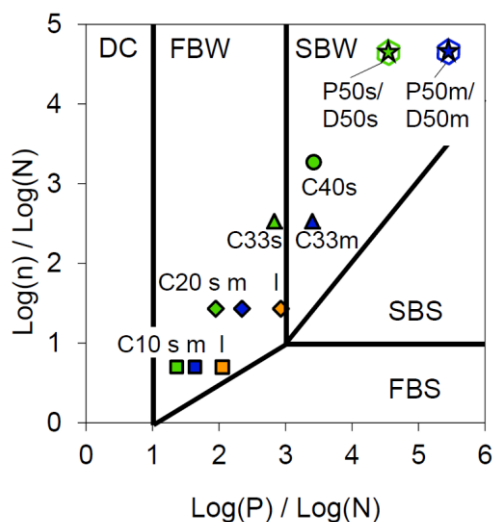 5
DC
FBW
SBW
P50s/
D50s
P50m/
D50m
4
C40s
3
C33s
C33m
2
C20 s m l
SBS
1
C10 s m l
FBS
0
0 1 2 3 4 5 6
Log(n) / Log(N)
Log(P) / Log(N)